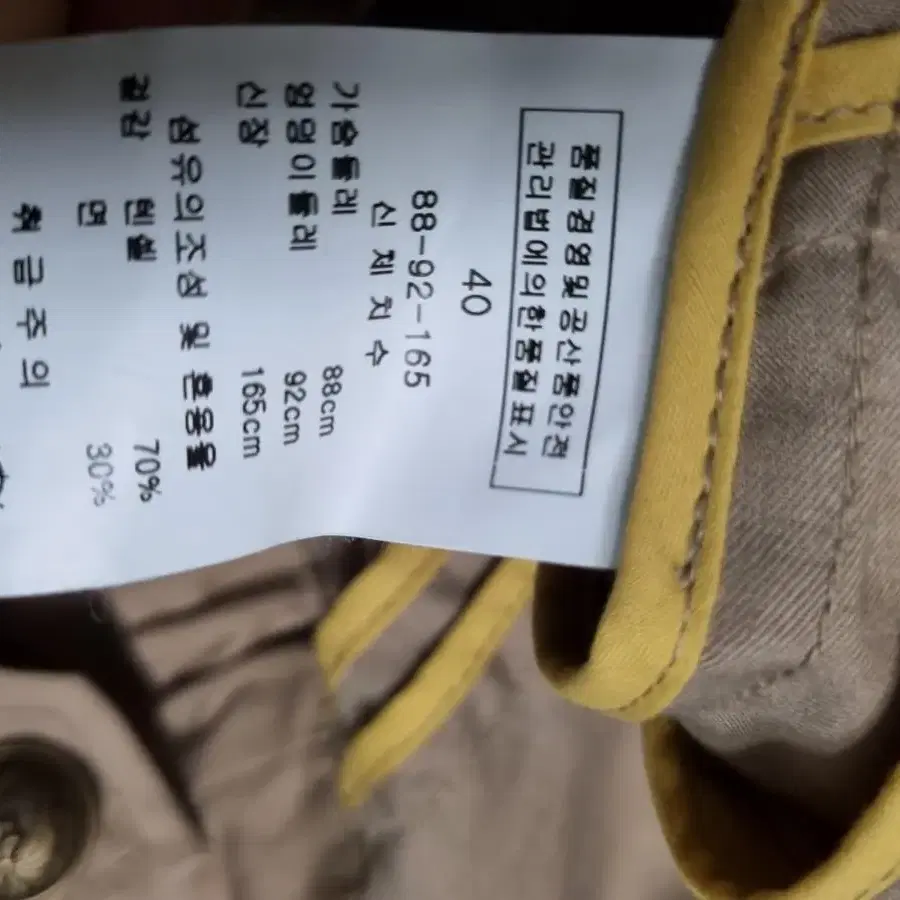 품질경영및공산품안전
관리법에의한품질표시
40
88-92-165
신체치수
가슴둘레 88cm
엉덩이둘레 92cm
신장 165cm
섬유의조성 및 혼용율
겉감 텐셀 70%
면 30%
취급주의